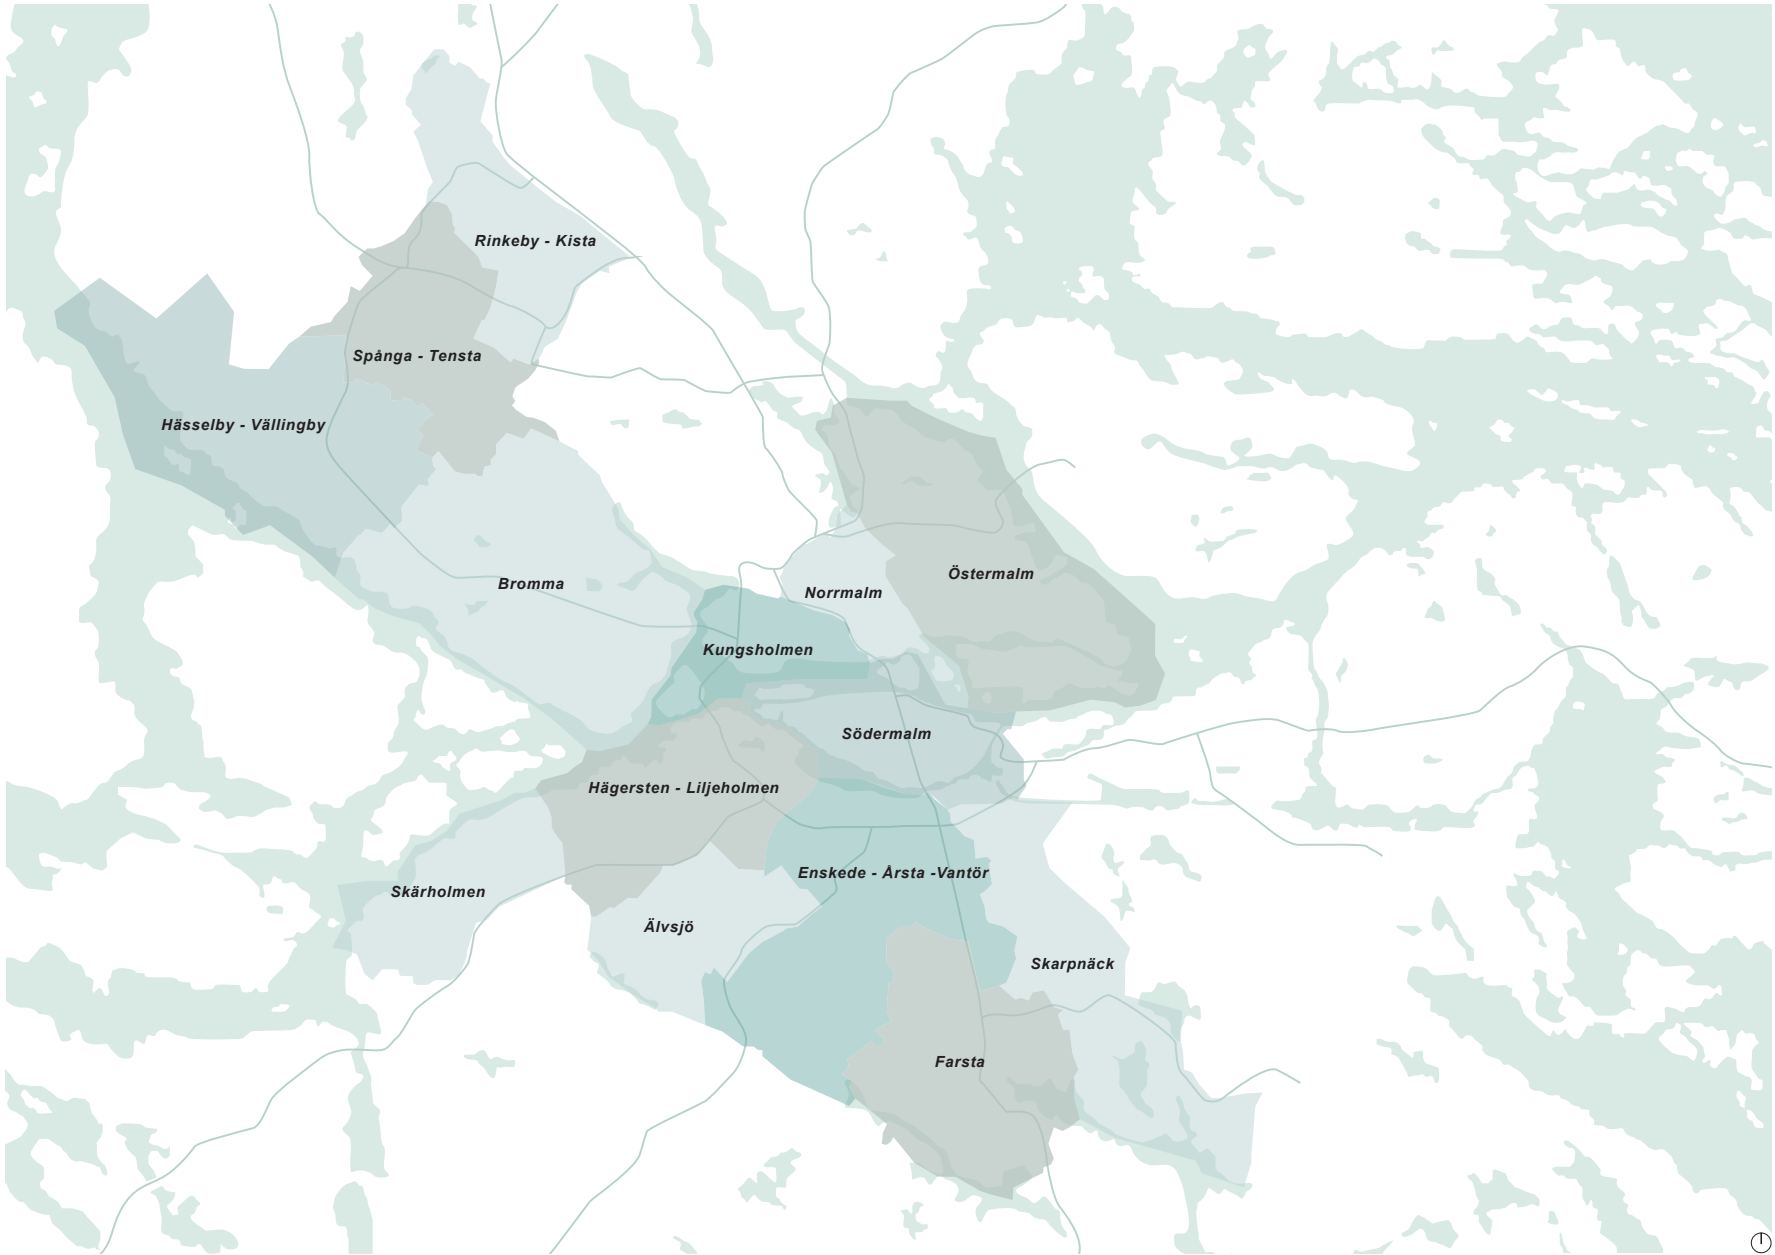 Rinkeby - Kista
Spånga - Tensta
Hässelby - Vällingby
Bromma
Norrmalm
Östermalm
Kungsholmen
Södermalm
Hägersten - Liljeholmen
Enskede - Årsta -Vantör
Skärholmen
Älvsjö
Skarpnäck
Farsta